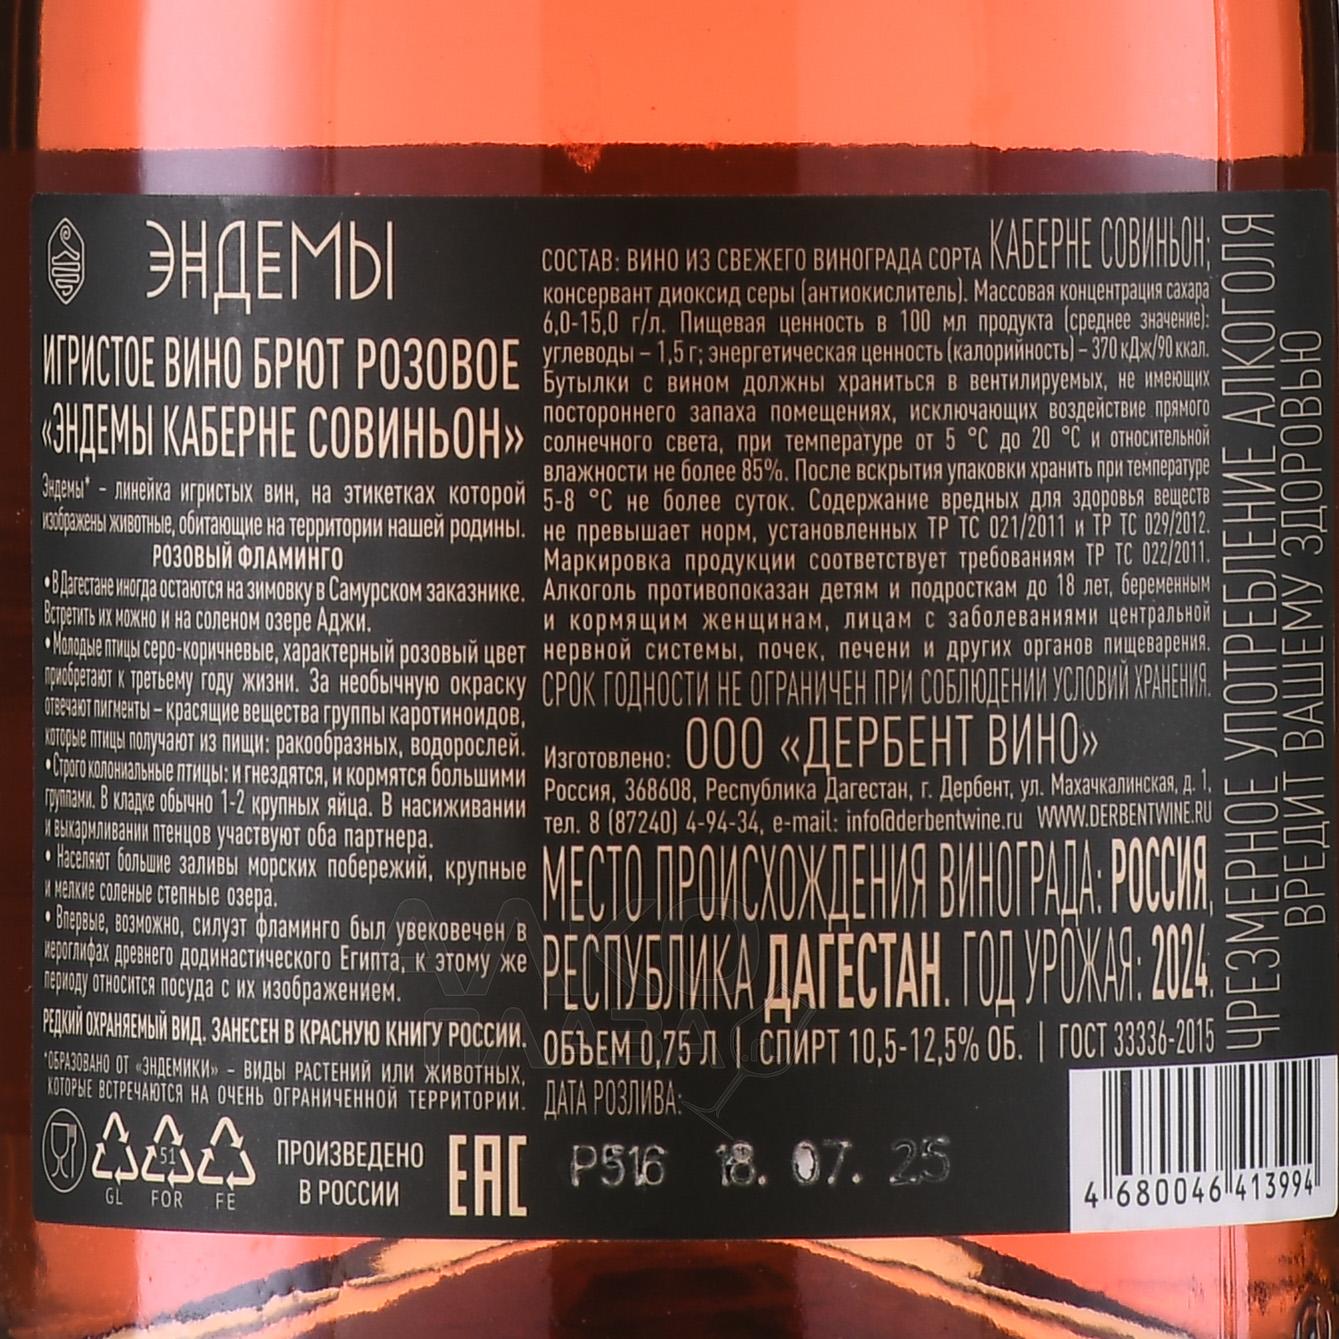 ЭНДЕМЫ
ИГРИСТОЕ ВИНО БРЮТ РОЗОВОЕ
«ЭНДЕМЫ КАБЕРНЕ СОВИНЬОН»
Эндемы* – линейка игристых вин, на этикетках которой
изображены животные, обитающие на территории нашей родины.
РОЗОВЫЙ ФЛАМИНГО
• В Дагестане иногда остаются на зимовку в Самурском заказнике.
Встретить их можно и на соленом озере Аджи.
• Молодые птицы серо-коричневые, характерный розовый цвет
приобретают к третьему году жизни. За необычную окраску
отвечают пигменты – красящие вещества группы каротиноидов,
которые птицы получают из пищи: ракообразных, водорослей.
• Строго колониальные птицы: и гнездятся, и кормятся большими
группами. В кладке обычно 1-2 крупных яйца. В насиживании
и выкармливании птенцов участвуют оба партнера.
• Населяют большие заливы морских побережий, крупные
и мелкие соленые степные озера.
• Впервые, возможно, силуэт фламинго был увековечен в
иероглифах древнего додинастического Египта, к этому же
периоду относится посуда с их изображением.
РЕДКИЙ ОХРАНЯЕМЫЙ ВИД. ЗАНЕСЕН В КРАСНУЮ КНИГУ РОССИИ.
*ОБРАЗОВАНО ОТ «ЭНДЕМИКИ» – ВИДЫ РАСТЕНИЙ ИЛИ ЖИВОТНЫХ,
КОТОРЫЕ ВСТРЕЧАЮТСЯ НА ОЧЕНЬ ОГРАНИЧЕННОЙ ТЕРРИТОРИИ.
GL
51
FOR
FE
ПРОИЗВЕДЕНО
В РОССИИ
EAC
СОСТАВ: ВИНО ИЗ СВЕЖЕГО ВИНОГРАДА СОРТА КАБЕРНЕ СОВИНЬОН;
консервант диоксид серы (антиокислитель). Массовая концентрация сахара
6,0-15,0 г/л. Пищевая ценность в 100 мл продукта (среднее значение):
углеводы – 1,5 г; энергетическая ценность (калорийность) – 370 кДж/90 ккал.
Бутылки с вином должны храниться в вентилируемых, не имеющих
постороннего запаха помещениях, исключающих воздействие прямого
солнечного света, при температуре от 5 °С до 20 °С и относительной
влажности не более 85%. После вскрытия упаковки хранить при температуре
5-8 °С не более суток. Содержание вредных для здоровья веществ
не превышает норм, установленных ТР ТС 021/2011 и ТР ТС 029/2012.
Маркировка продукции соответствует требованиям ТР ТС 022/2011.
Алкоголь противопоказан детям и подросткам до 18 лет, беременным
и кормящим женщинам, лицам с заболеваниями центральной
нервной системы, почек, печени и других органов пищеварения.
СРОК ГОДНОСТИ НЕ ОГРАНИЧЕН ПРИ СОБЛЮДЕНИИ УСЛОВИЙ ХРАНЕНИЯ.
Изготовлено: ООО «ДЕРБЕНТ ВИНО»
Россия, 368608, Республика Дагестан, г. Дербент, ул. Махачкалинская, д. 1,
тел. 8 (87240) 4-94-34, e-mail: info@derbentwine.ru WWW.DERBENTWINE.RU
МЕСТО ПРОИСХОЖДЕНИЯ ВИНОГРАДА: РОССИЯ,
РЕСПУБЛИКА ДАГЕСТАН. ГОД УРОЖАЯ: 2024.
ОБЪЕМ 0,75 Л | СПИРТ 10,5-12,5% ОБ. | ГОСТ 33336-2015
ДАТА РОЗЛИВА:
P516 18. 07. 25
ЧРЕЗМЕРНОЕ УПОТРЕБЛЕНИЕ АЛКОГОЛЯ
ВРЕДИТ ВАШЕМУ ЗДОРОВЬЮ
4 680046 413994